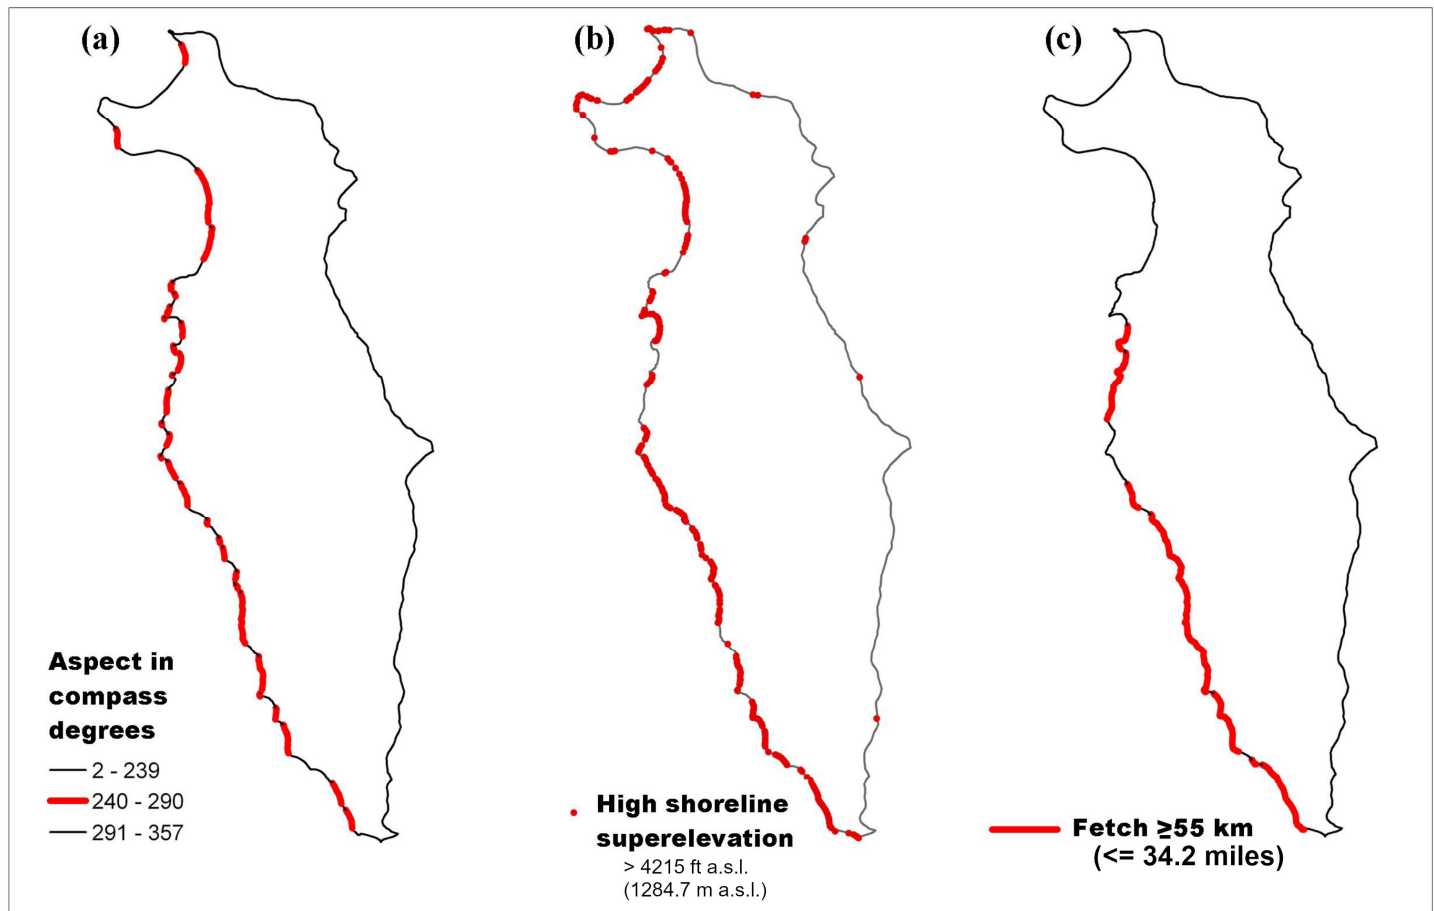 (a)
(b)
(c)
Aspect in
compass
degrees
2 - 239
240 - 290
291 - 357
High shoreline
superelevation
> 4215 ft a.s.l.
(1284.7 m a.s.l.)
Fetch ≥55 km
(<= 34.2 miles)